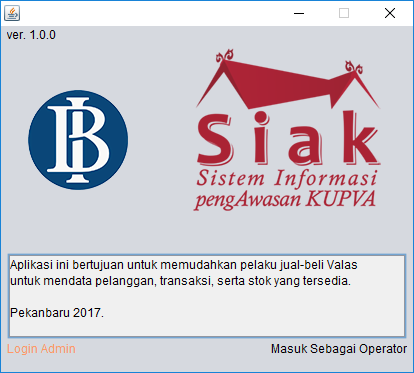 ver. 1.0.0
BI
Siak
Sistem Informasi
pengAwasan KUPVA
Aplikasi ini bertujuan untuk memudahkan pelaku jual-beli Valas
untuk mendata pelanggan, transaksi, serta stok yang tersedia.
Pekanbaru 2017.
Login Admin
Masuk Sebagai Operator